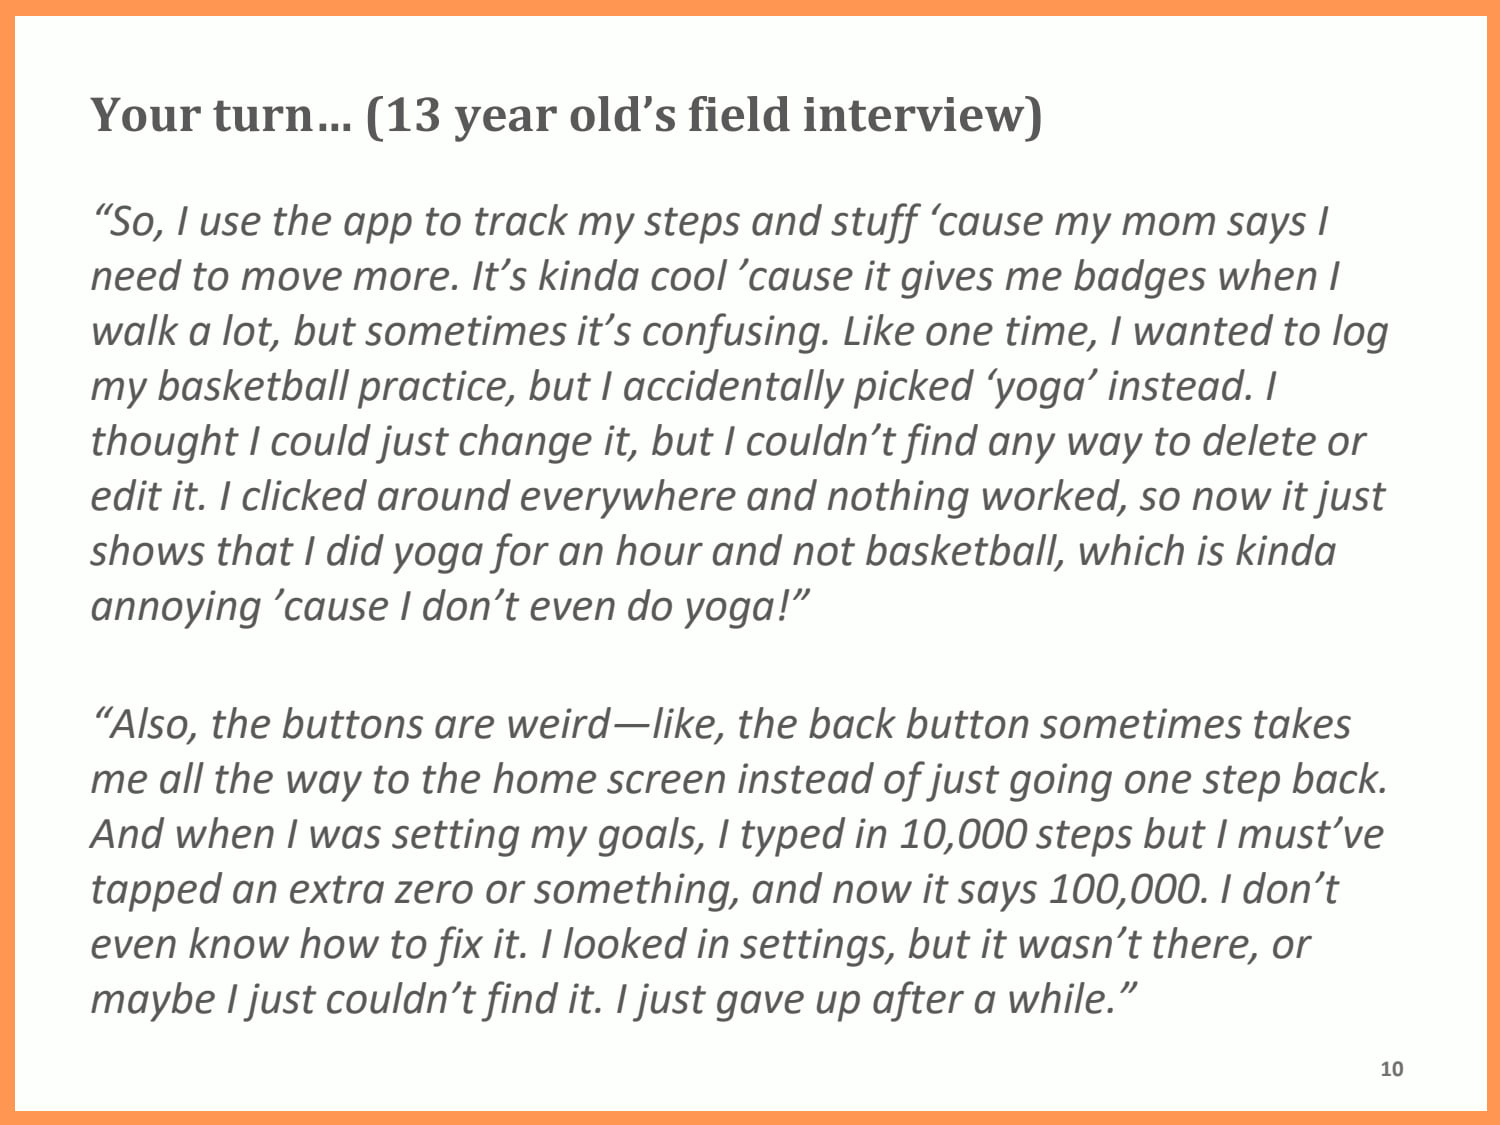 Your turn… (13 year old’s field interview)
“So, I use the app to track my steps and stuff ‘cause my mom says I
need to move more. It’s kinda cool ’cause it gives me badges when I
walk a lot, but sometimes it’s confusing. Like one time, I wanted to log
my basketball practice, but I accidentally picked ‘yoga’ instead. I
thought I could just change it, but I couldn’t find any way to delete or
edit it. I clicked around everywhere and nothing worked, so now it just
shows that I did yoga for an hour and not basketball, which is kinda
annoying ’cause I don’t even do yoga!”
“Also, the buttons are weird—like, the back button sometimes takes
me all the way to the home screen instead of just going one step back.
And when I was setting my goals, I typed in 10,000 steps but I must’ve
tapped an extra zero or something, and now it says 100,000. I don’t
even know how to fix it. I looked in settings, but it wasn’t there, or
maybe I just couldn’t find it. I just gave up after a while.”
10